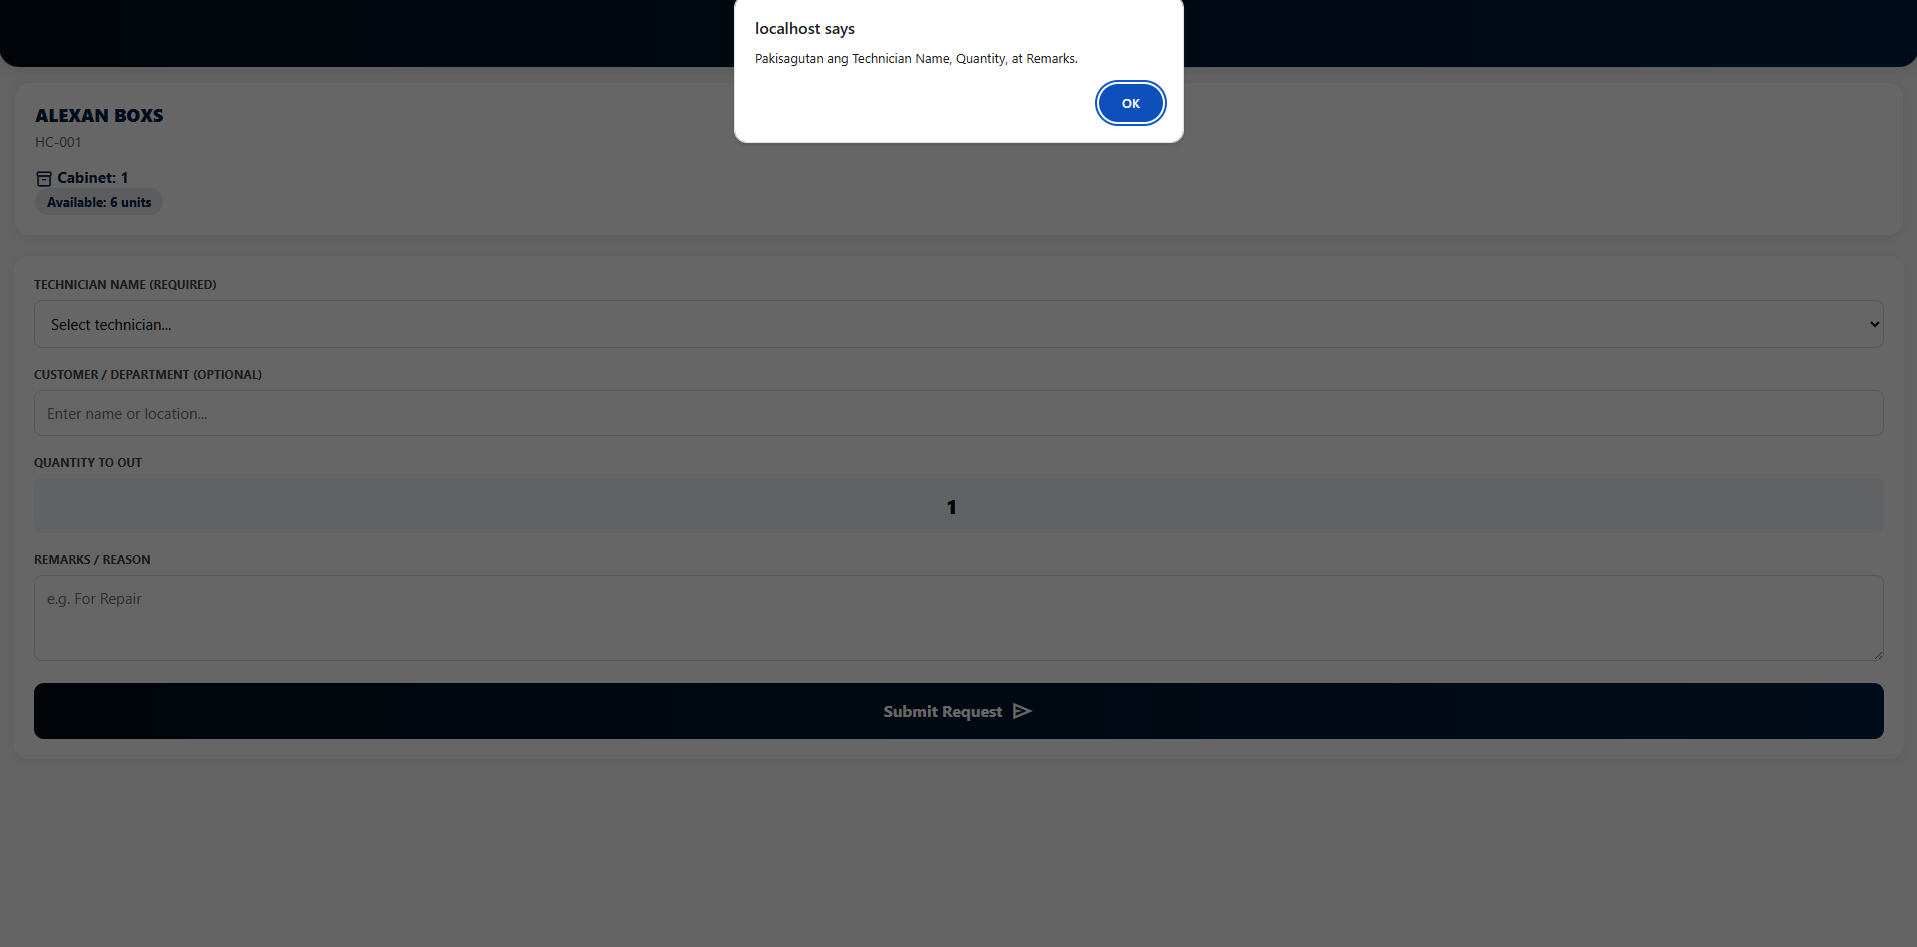 localhost says
Pakisagutan ang Technician Name, Quantity, at Remarks.
OK
ALEXAN BOXS
HC-001
Cabinet: 1
Available: 6 units
TECHNICIAN NAME (REQUIRED)
Select technician...
CUSTOMER / DEPARTMENT (OPTIONAL)
Enter name or location...
QUANTITY TO OUT
1
REMARKS / REASON
e.g. For Repair
Submit Request